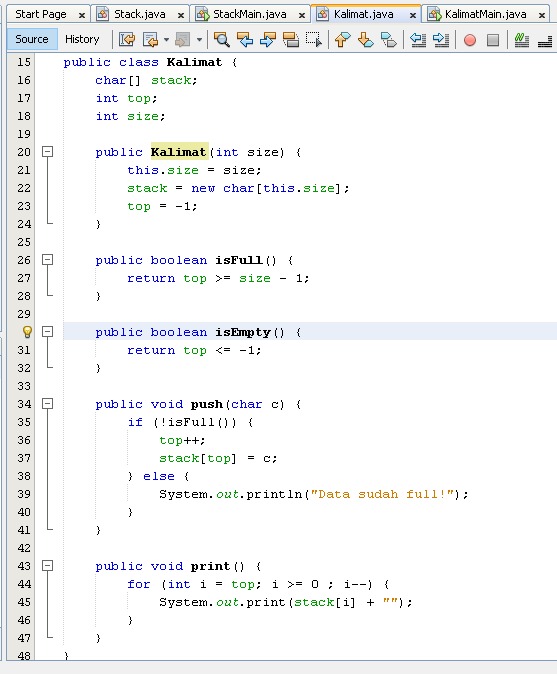 Start Page Stack.java StackMain.java Kalimat.java KalimatMain.java
Source History
15 public class Kalimat {
16 char[] stack;
17 int top;
18 int size;
19
20 public Kalimat(int size) {
21 this.size = size;
22 stack = new char[this.size];
23 top = -1;
24 }
25
26 public boolean isFull() {
27 return top >= size - 1;
28 }
29
public boolean isEmpty() {
31 return top <= -1;
32 }
33
34 public void push(char c) {
35 if (!isFull()) {
36 top++;
37 stack[top] = c;
38 } else {
39 System.out.println("Data sudah full!");
40 }
41 }
42
43 public void print() {
44 for (int i = top; i >= 0 ; i--) {
45 System.out.print(stack[i] + "");
46 }
47 }
48 }